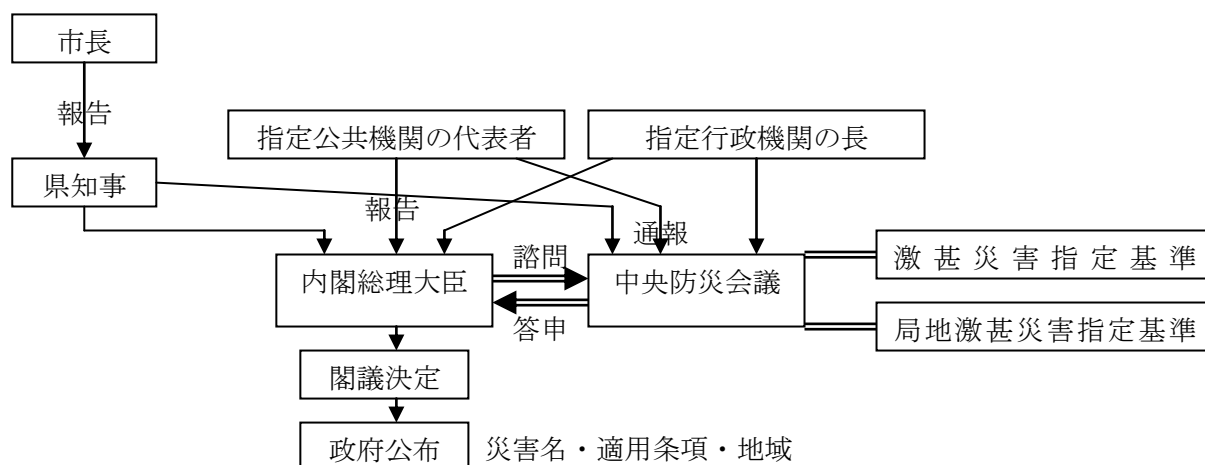 市長
報告
指定公共機関の代表者
指定行政機関の長
県知事
報告
通報
内閣総理大臣
諮問
答申
中央防災会議
激甚災害指定基準
局地激甚災害指定基準
閣議決定
政府公布
災害名・適用条項・地域